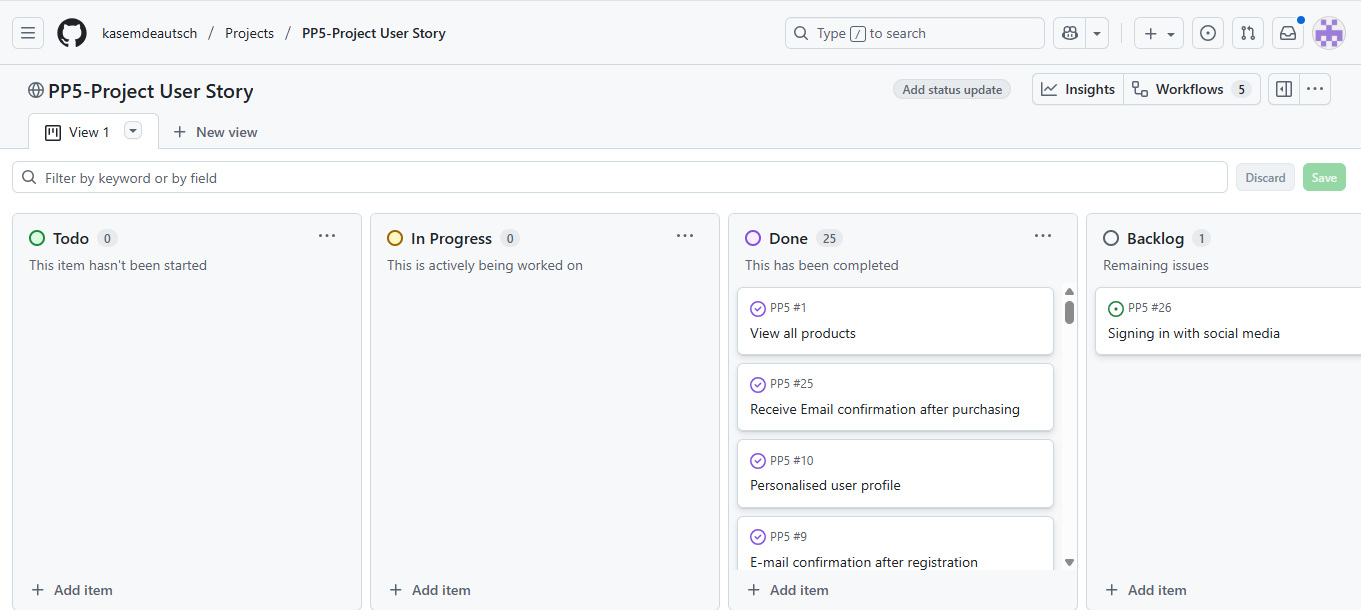 kasemdeautsch / Projects / PP5-Project User Story
Type / to search
PP5-Project User Story
Add status update
Insights
Workflows 5
View 1
New view
Filter by keyword or by field
Discard
Save
Todo 0
This item hasn't been started
Add item
In Progress 0
This is actively being worked on
Add item
Done 25
This has been completed
PP5 #1
View all products
PP5 #25
Receive Email confirmation after purchasing
PP5 #10
Personalised user profile
PP5 #9
E-mail confirmation after registration
Add item
Backlog 1
Remaining issues
PP5 #26
Signing in with social media
Add item